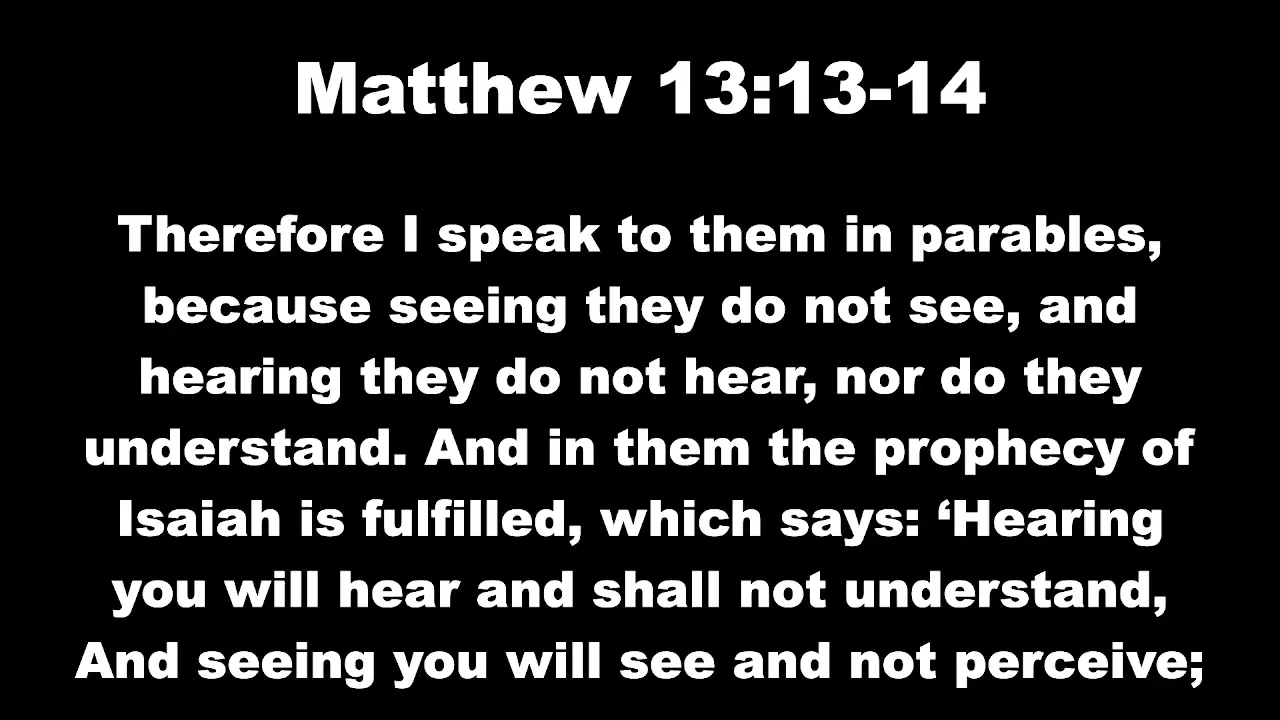 Matthew 13:13-14
Therefore I speak to them in parables,
because seeing they do not see, and
hearing they do not hear, nor do they
understand. And in them the prophecy of
Isaiah is fulfilled, which says: ‘Hearing
you will hear and shall not understand,
And seeing you will see and not perceive;